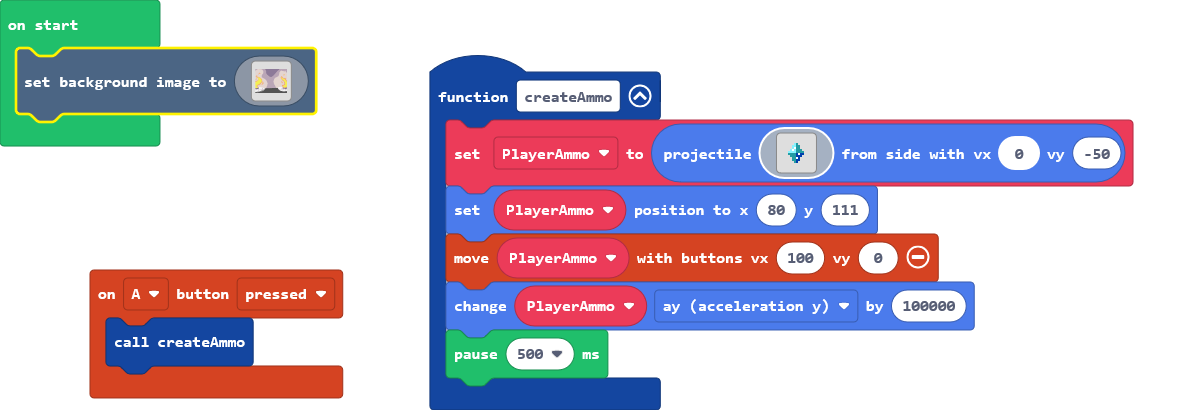 on start
set background image to
function createAmmo
set PlayerAmmo to projectile from side with vx 0 vy -50
set PlayerAmmo position to x 80 y 111
move PlayerAmmo with buttons vx 100 vy 0
change PlayerAmmo ay (acceleration y) by 100000
pause 500 ms
on A button pressed
call createAmmo